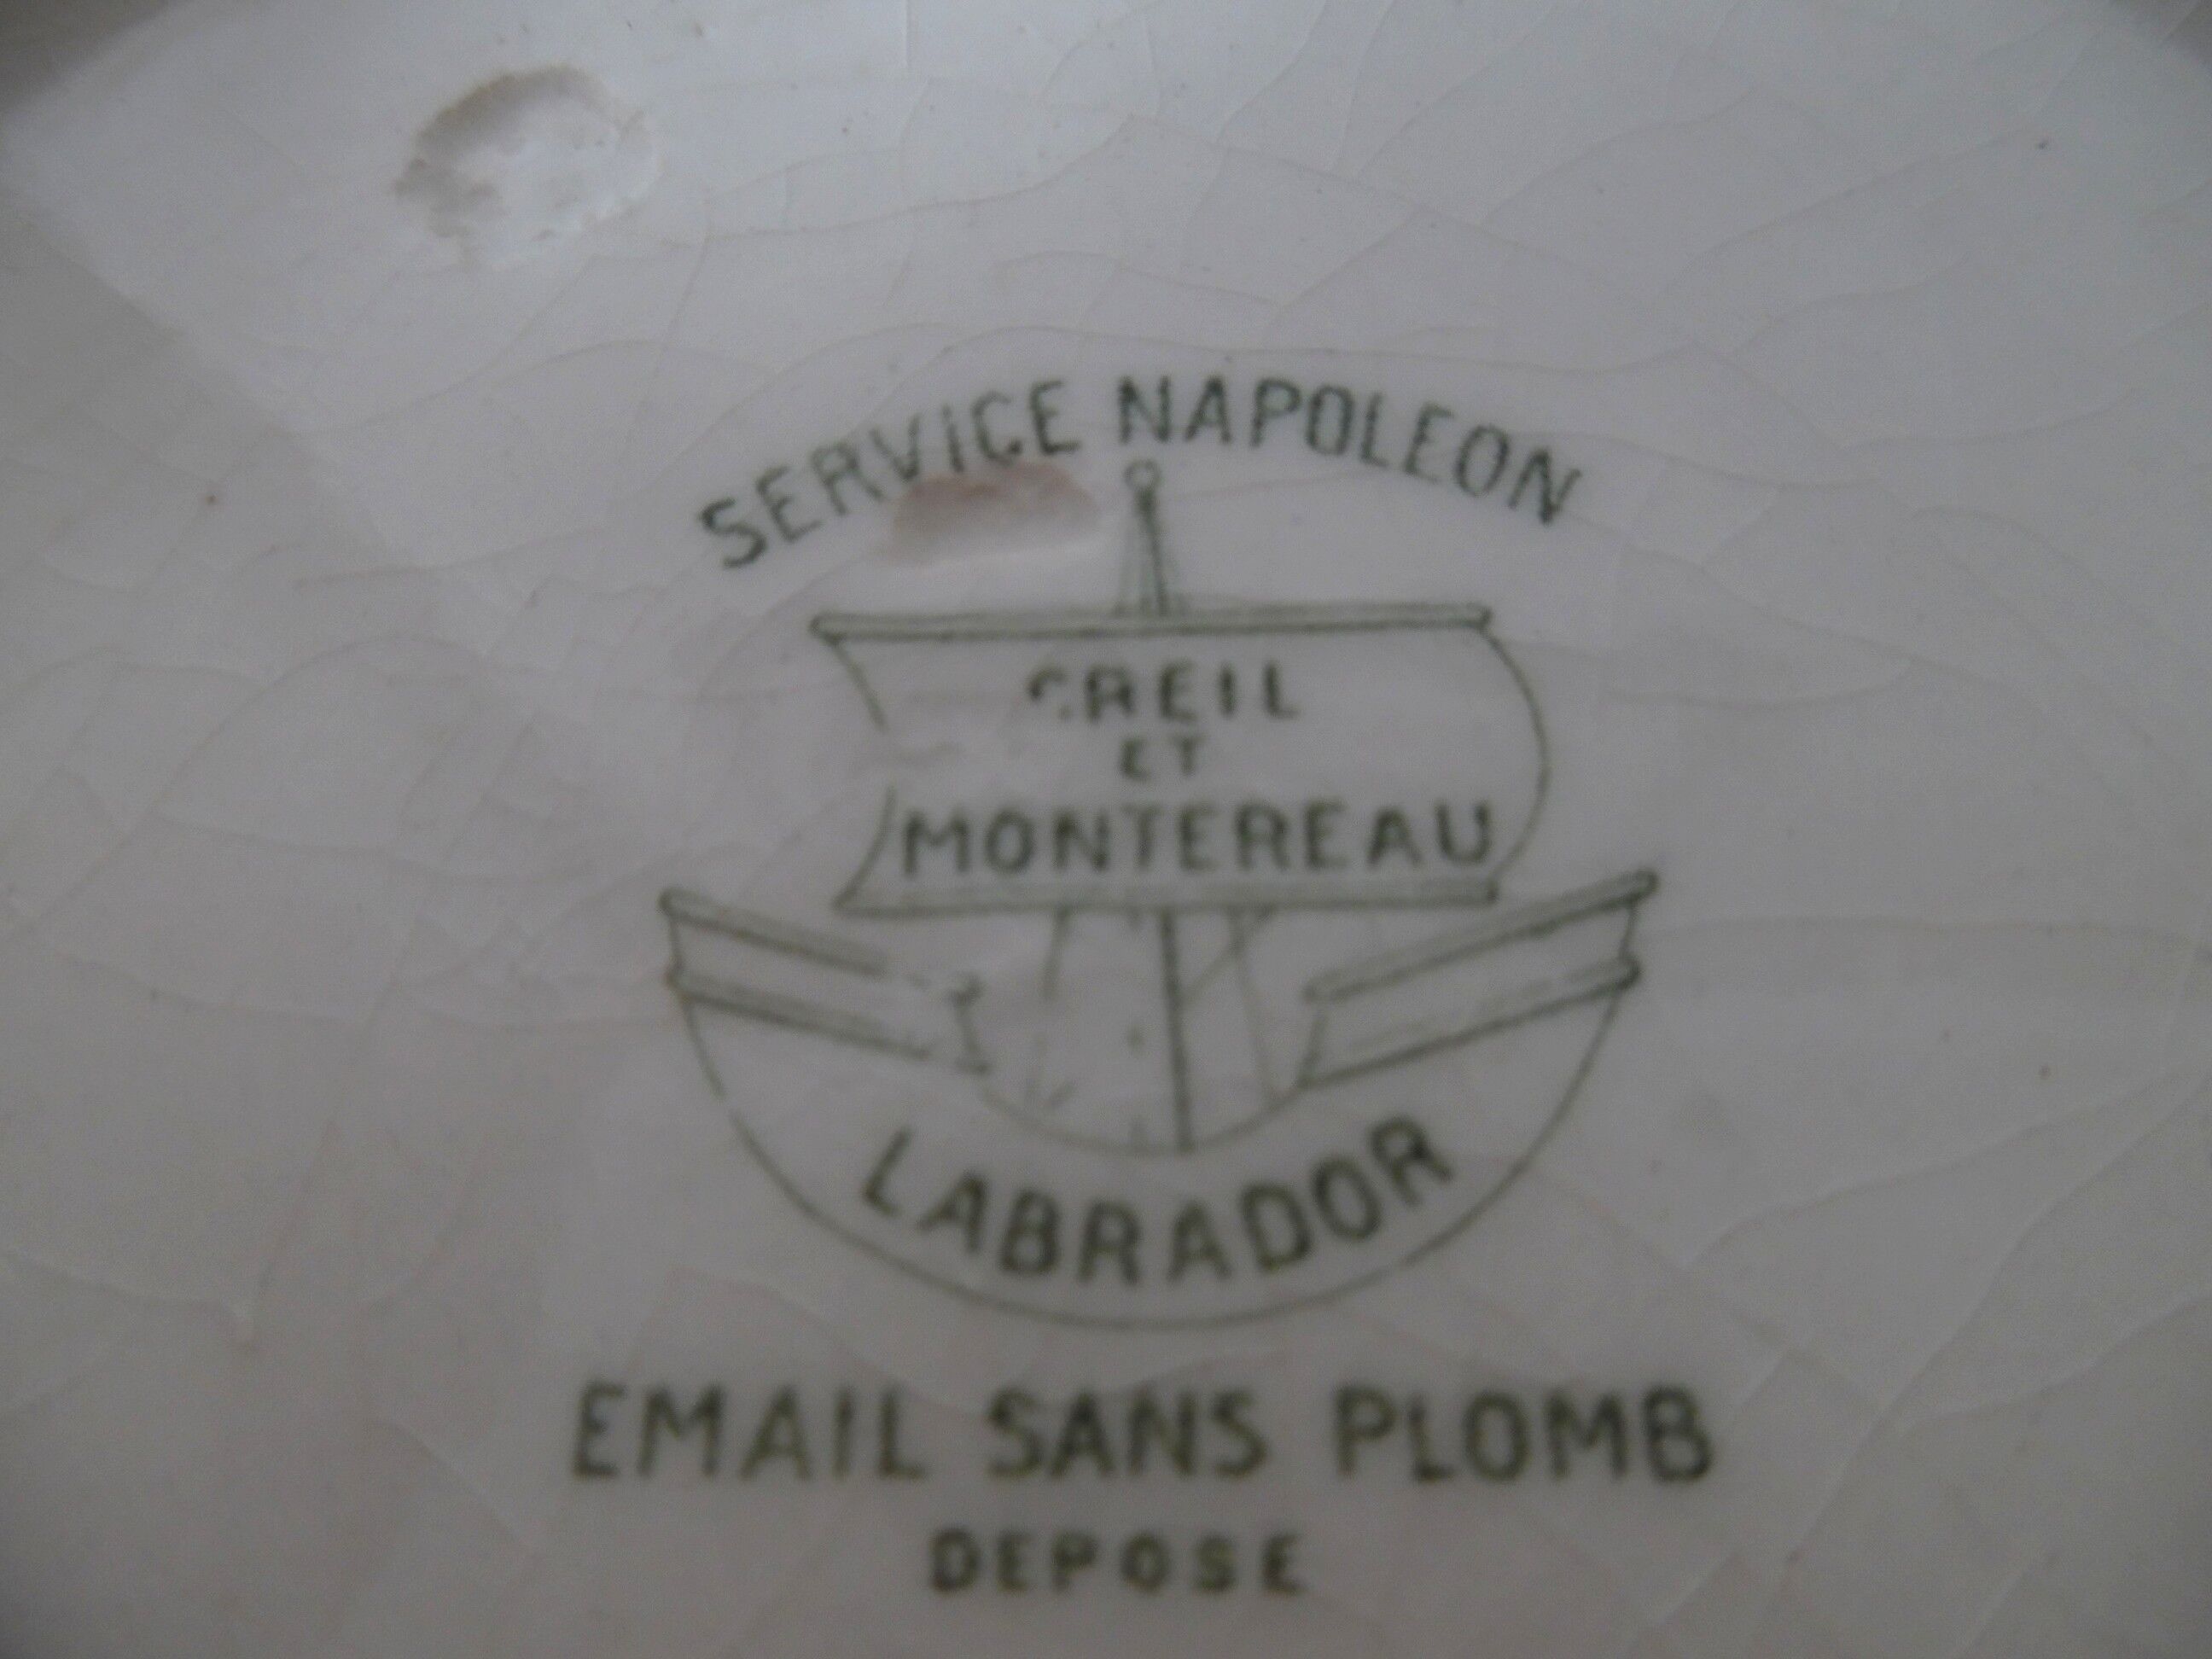 SERVICE NAPOLEON
CREIL
ET
MONTEREAU
LABRADOR
EMAIL SANS PLOMB
DEPOSE